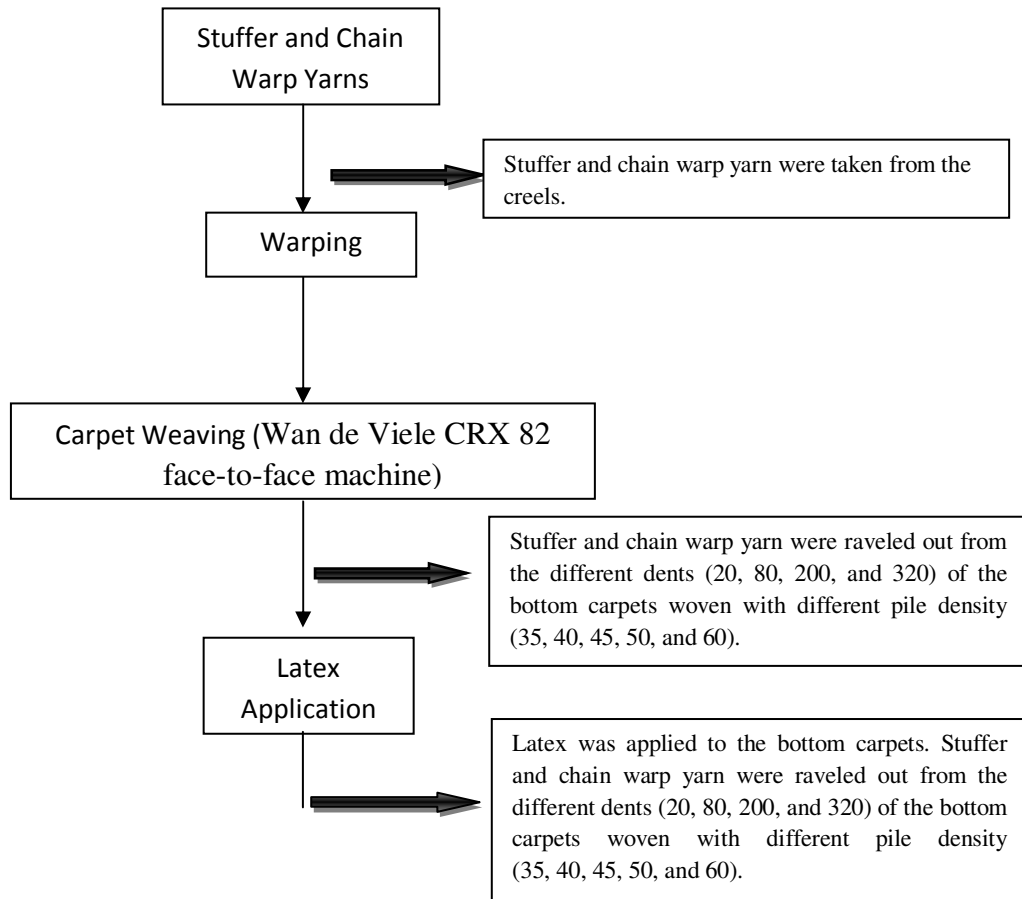 Stuffer and Chain
Warp Yarns
Stuffer and chain warp yarn were taken from the
creels.
Warping
Carpet Weaving (Wan de Viele CRX 82
face-to-face machine)
Stuffer and chain warp yarn were raveled out from
the different dents (20, 80, 200, and 320) of the
bottom carpets woven with different pile density
(35, 40, 45, 50, and 60).
Latex
Application
Latex was applied to the bottom carpets. Stuffer
and chain warp yarn were raveled out from the
different dents (20, 80, 200, and 320) of the bottom
carpets woven with different pile density
(35, 40, 45, 50, and 60).